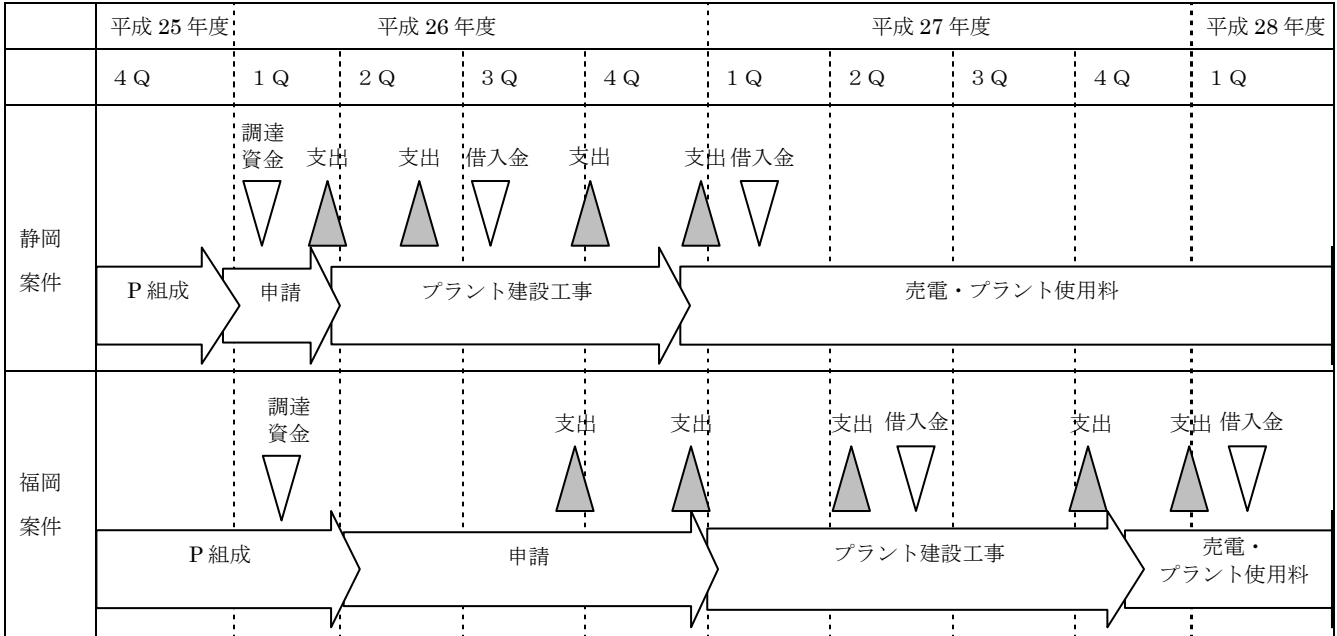 平成 25 年度 平成 26 年度 平成 27 年度 平成 28 年度
４Q １Q ２Q ３Q ４Q １Q ２Q ３Q ４Q １Q
静岡
案件
調達
資金
支出 支出 借入金 支出 支出 借入金
P 組成 申請 プラント建設工事 売電・プラント使用料
福岡
案件
調達
資金
支出 支出 支出 借入金 支出 支出 借入金
P 組成 申請 プラント建設工事 売電・
プラント使用料